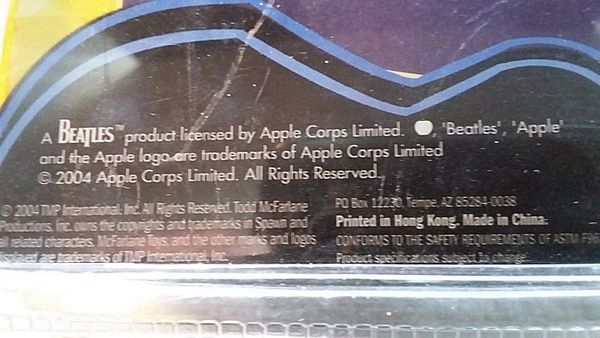 A BEATLES™ product licensed by Apple Corps Limited. , 'Beatles', 'Apple'
and the Apple logo are trademarks of Apple Corps Limited
© 2004 Apple Corps Limited. All Rights Reserved.
© 2004 TMP International, Inc. All Rights Reserved. Todd McFarlane
Productions, Inc. owns the copyrights and trademarks in Spawn and
all related characters. McFarlane Toys, and the other marks and logos
displayed are trademarks of TMP International, Inc.
PO Box 12230, Tempe, AZ 85284-0038
Printed in Hong Kong. Made in China.
CONFORMS TO THE SAFETY REQUIREMENTS OF ASTM
Product specifications subject to change.